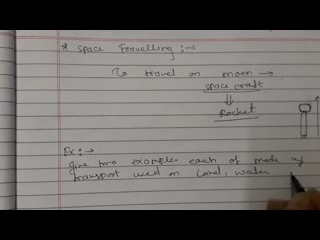 * Space Travelling :→
To travel on moon →
space craft
⇓
Rocket
Ex:→
Give two examples each of mode of
transport used on land, water